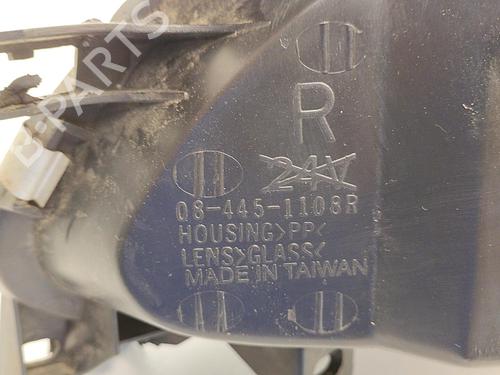 R
24V
08-445-1108R
HOUSING>PP<
LENS>GLASS<
MADE IN TAIWAN
B-PARTS